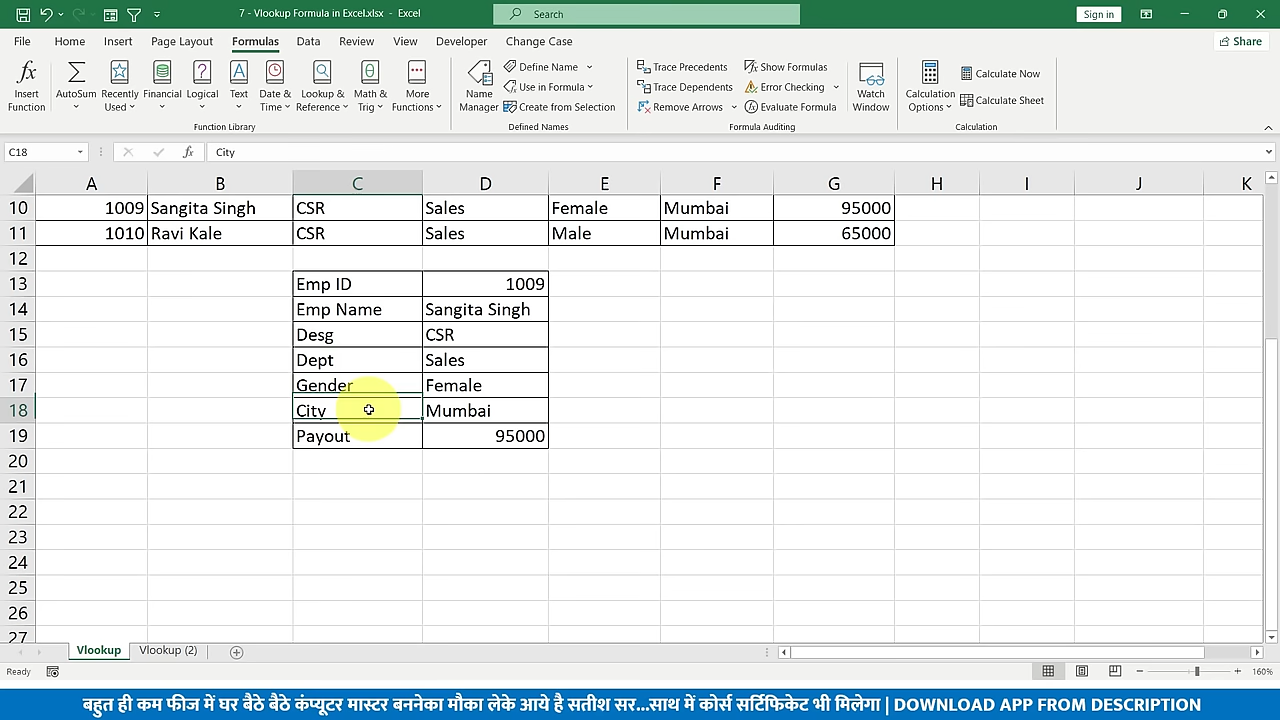 7 - Vlookup Formula in Excel.xlsx - Excel
Search
Sign in
File Home Insert Page Layout Formulas Data Review View Developer Change Case
Share
Insert Function
AutoSum
Recently Used
Financial
Logical
Text
Date & Time
Lookup & Reference
Math & Trig
More Functions
Function Library
Name Manager
Define Name
Use in Formula
Create from Selection
Defined Names
Trace Precedents
Trace Dependents
Remove Arrows
Show Formulas
Error Checking
Evaluate Formula
Watch Window
Formula Auditing
Calculation Options
Calculate Now
Calculate Sheet
Calculation
C18 fx City
A B C D E F G H I J K
10 1009 Sangita Singh CSR Sales Female Mumbai 95000
11 1010 Ravi Kale CSR Sales Male Mumbai 65000
12
13 Emp ID 1009
14 Emp Name Sangita Singh
15 Desg CSR
16 Dept Sales
17 Gender Female
18 City Mumbai
19 Payout 95000
20
21
22
23
24
25
26
27
Vlookup Vlookup (2)
Ready 160%
बहुत ही कम फीज में घर बैठे बैठे कंप्यूटर मास्टर बननेका मौका लेके आये है सतीश सर...साथ में कोर्स सर्टिफिकेट भी मिलेगा | DOWNLOAD APP FROM DESCRIPTION